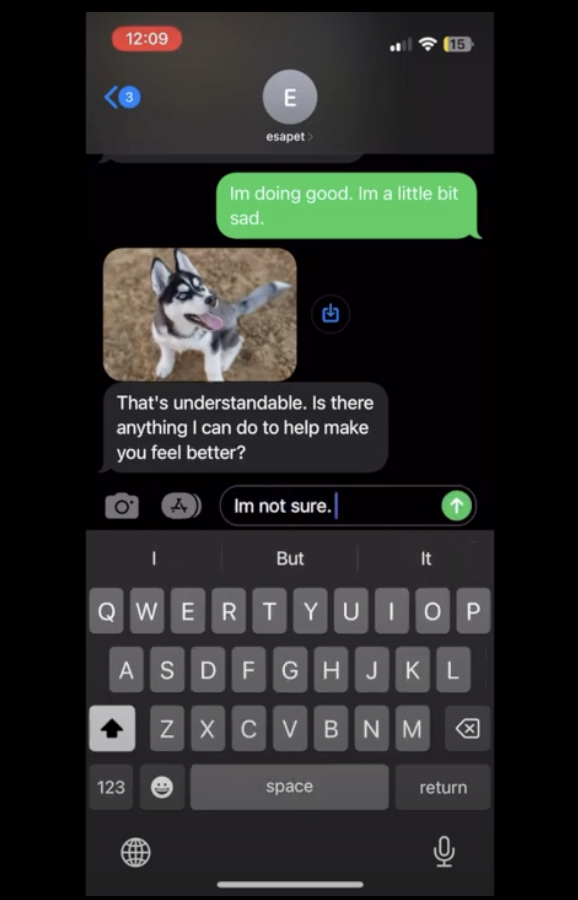 12:09
15
3
E
esapet
Im doing good. Im a little bit
sad.
That's understandable. Is there
anything I can do to help make
you feel better?
Im not sure.
I But It
Q W E R T Y U I O P
A S D F G H J K L
Z X C V B N M
123 space return